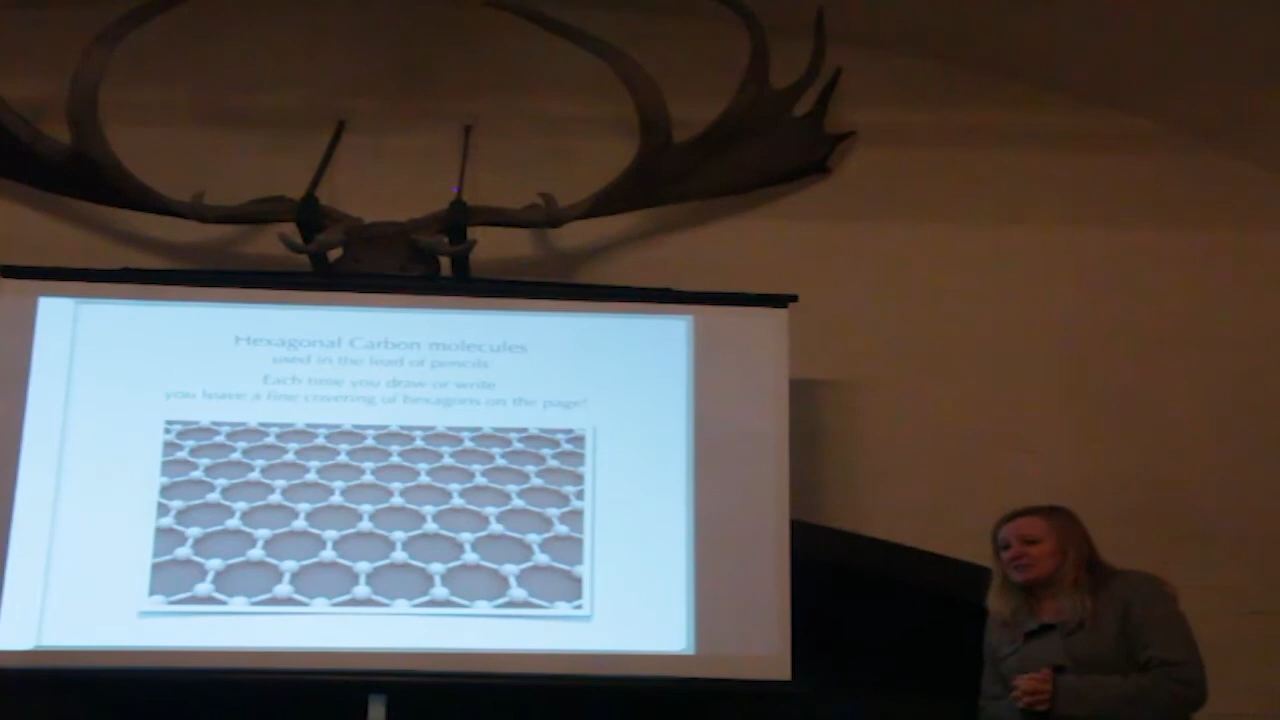 Hexagonal Carbon molecules
used in the lead of pencils
Each time you draw or write
you leave a fine covering of hexagons on the page!